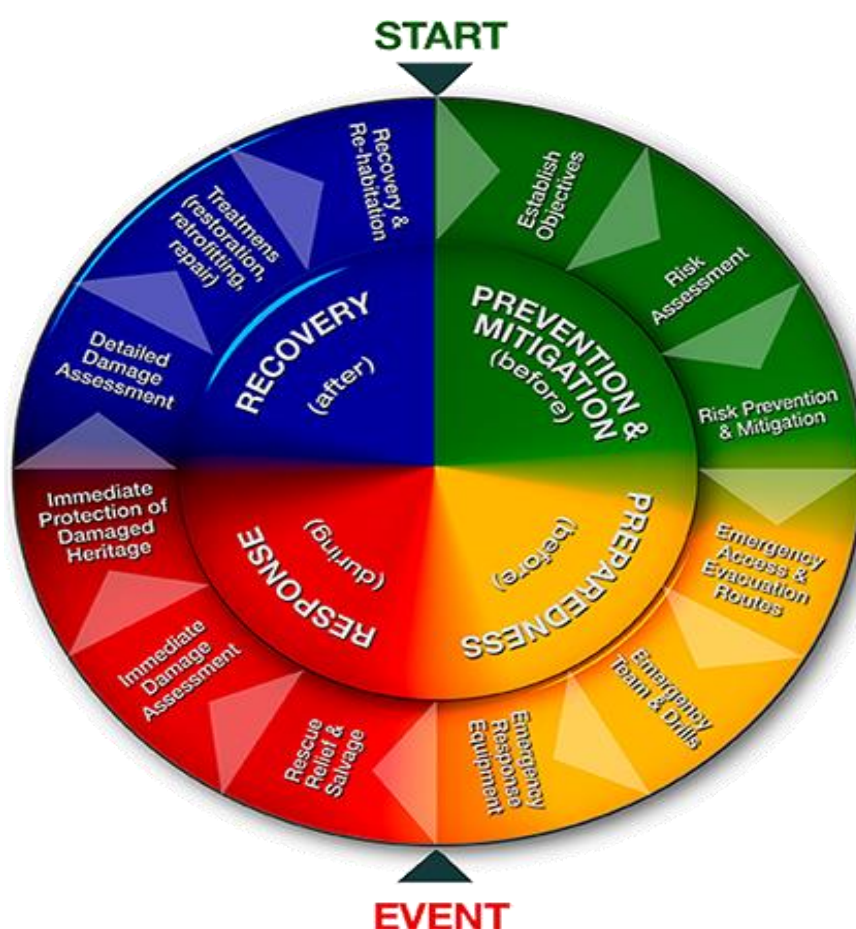 START
Establish
Objectives
Risk
Assessment
Risk Prevention
& Mitigation
PREVENTION &
MITIGATION
(before)
Emergency
Access &
Evacuation
Routes
Emergency
Team & Drills
Emergency
Response
Equipment
PREPAREDNESS
(before)
Rescue
Relief &
Salvage
Immediate
Damage
Assessment
Immediate
Protection of
Damaged
Heritage
RESPONSE
(during)
Detailed
Damage
Assessment
Treatmens
(restoration,
retrofitting,
repair)
Recovery &
Re-habitation
RECOVERY
(after)
EVENT